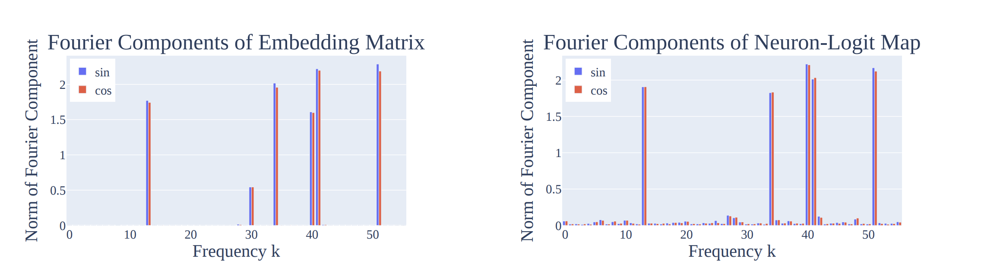 Fourier Components of Embedding Matrix
Norm of Fourier Component
sin
cos
2
1.5
1
0.5
0
0 10 20 30 40 50
Frequency k
Fourier Components of Neuron-Logit Map
Norm of Fourier Component
sin
cos
2
1.5
1
0.5
0
0 10 20 30 40 50
Frequency k